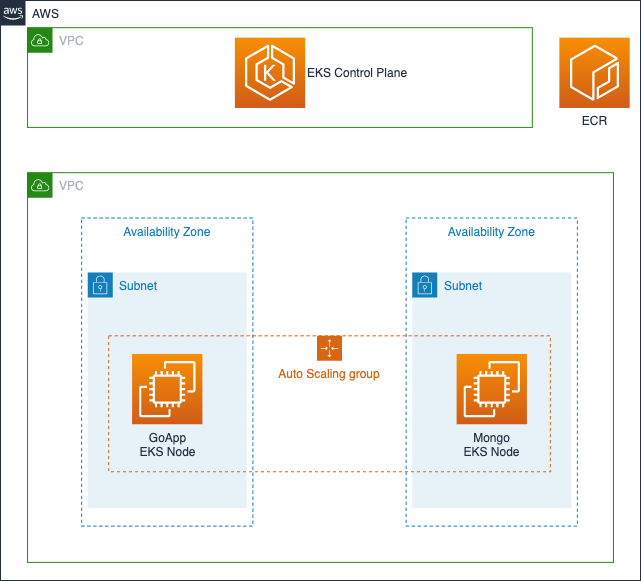 aws
AWS
VPC
K
EKS Control Plane
ECR
VPC
Availability Zone
Availability Zone
Subnet
Subnet
Auto Scaling group
GoApp
EKS Node
Mongo
EKS Node